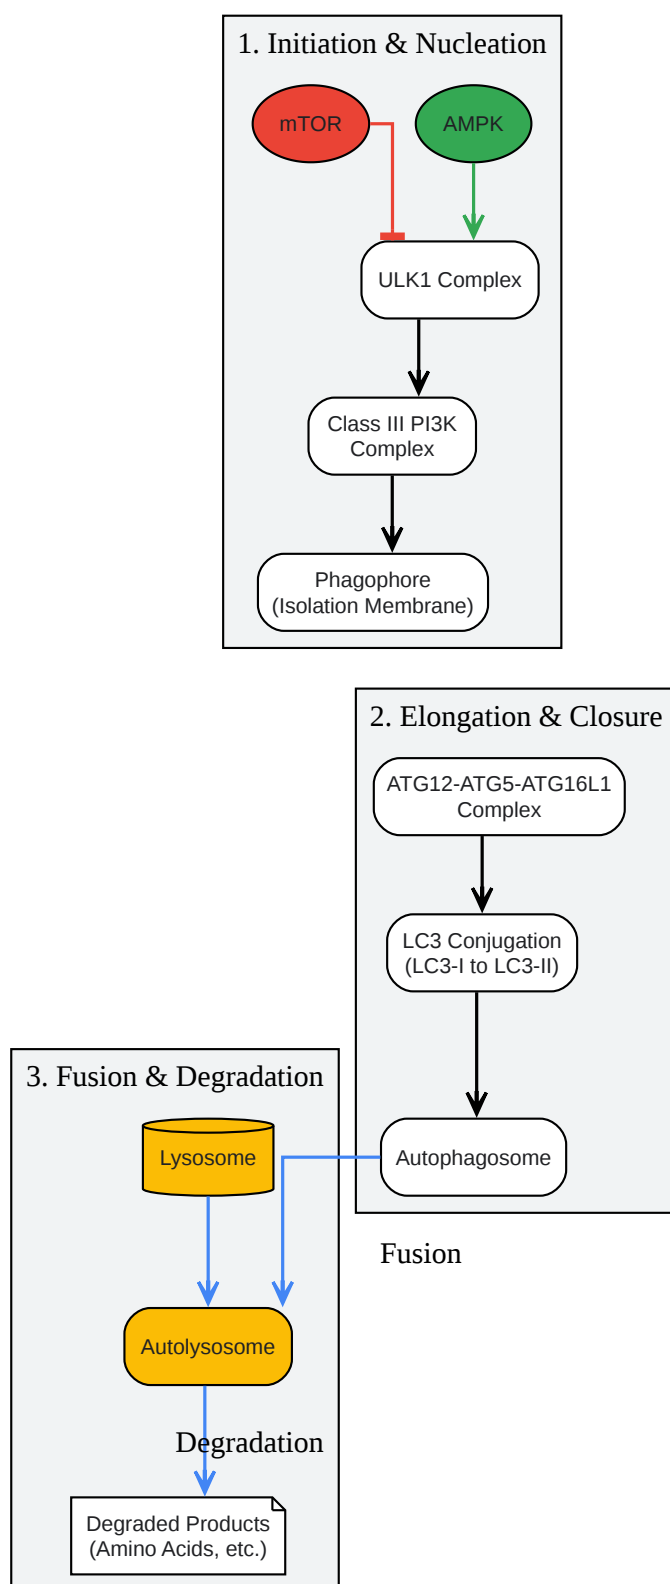 1. Initiation & Nucleation
mTOR
AMPK
ULK1 Complex
Class III PI3K
Complex
Phagophore
(Isolation Membrane)
2. Elongation & Closure
ATG12-ATG5-ATG16L1
Complex
LC3 Conjugation
(LC3-I to LC3-II)
Autophagosome
3. Fusion & Degradation
Lysosome
Fusion
Autolysosome
Degradation
Degraded Products
(Amino Acids, etc.)